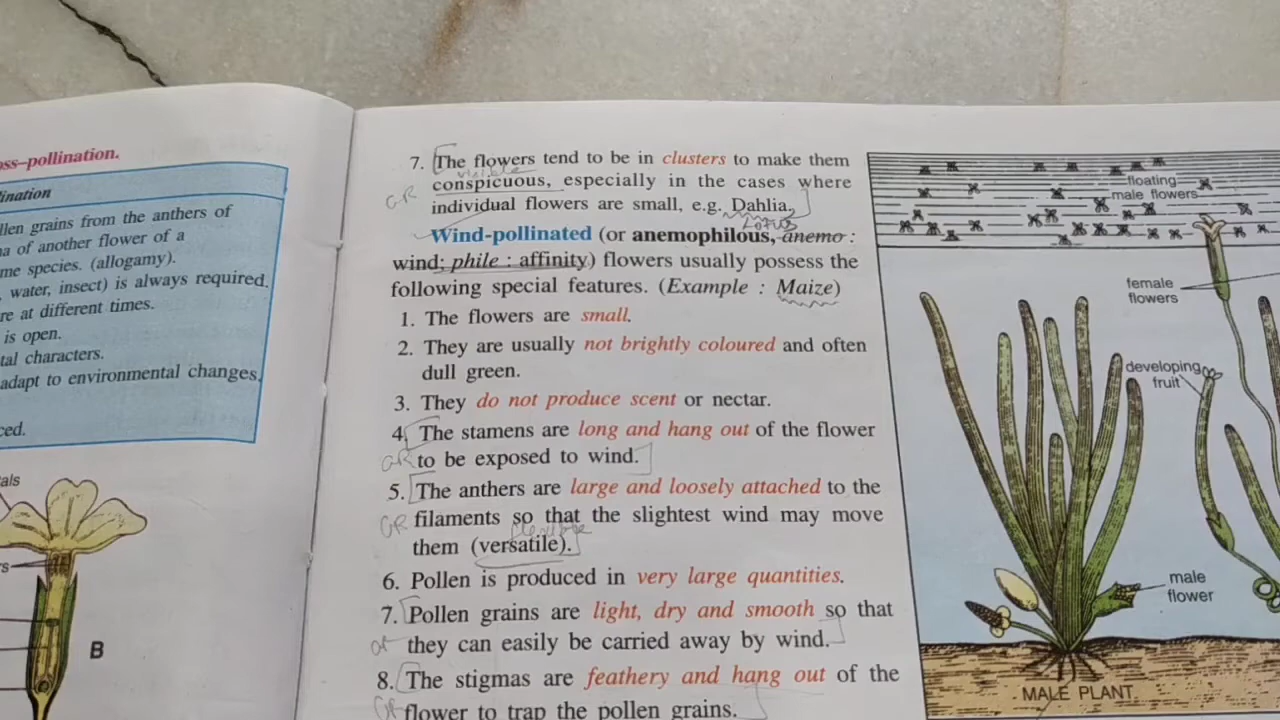 oss–pollination.
ination
llen grains from the anthers of
na of another flower of a
me species. (allogamy).
, water, insect) is always required.
re at different times.
is open.
tal characters.
adapt to environmental changes.
ced.
als
rs
B
7. The flowers tend to be in clusters to make them
visible
conspicuous, especially in the cases where
GR
individual flowers are small, e.g. Dahlia.
Lotus
Wind-pollinated (or anemophilous, anemo :
wind; phile : affinity) flowers usually possess the
following special features. (Example : Maize)
1. The flowers are small.
2. They are usually not brightly coloured and often
dull green.
3. They do not produce scent or nectar.
4. The stamens are long and hang out of the flower
GR to be exposed to wind.
5. The anthers are large and loosely attached to the
GR filaments so that the slightest wind may move
them (versatile).
6. Pollen is produced in very large quantities.
7. Pollen grains are light, dry and smooth so that
they can easily be carried away by wind.
8. The stigmas are feathery and hang out of the
GR flower to trap the pollen grains.
floating
male flowers
female
flowers
developing
fruit
male
flower
MALE PLANT